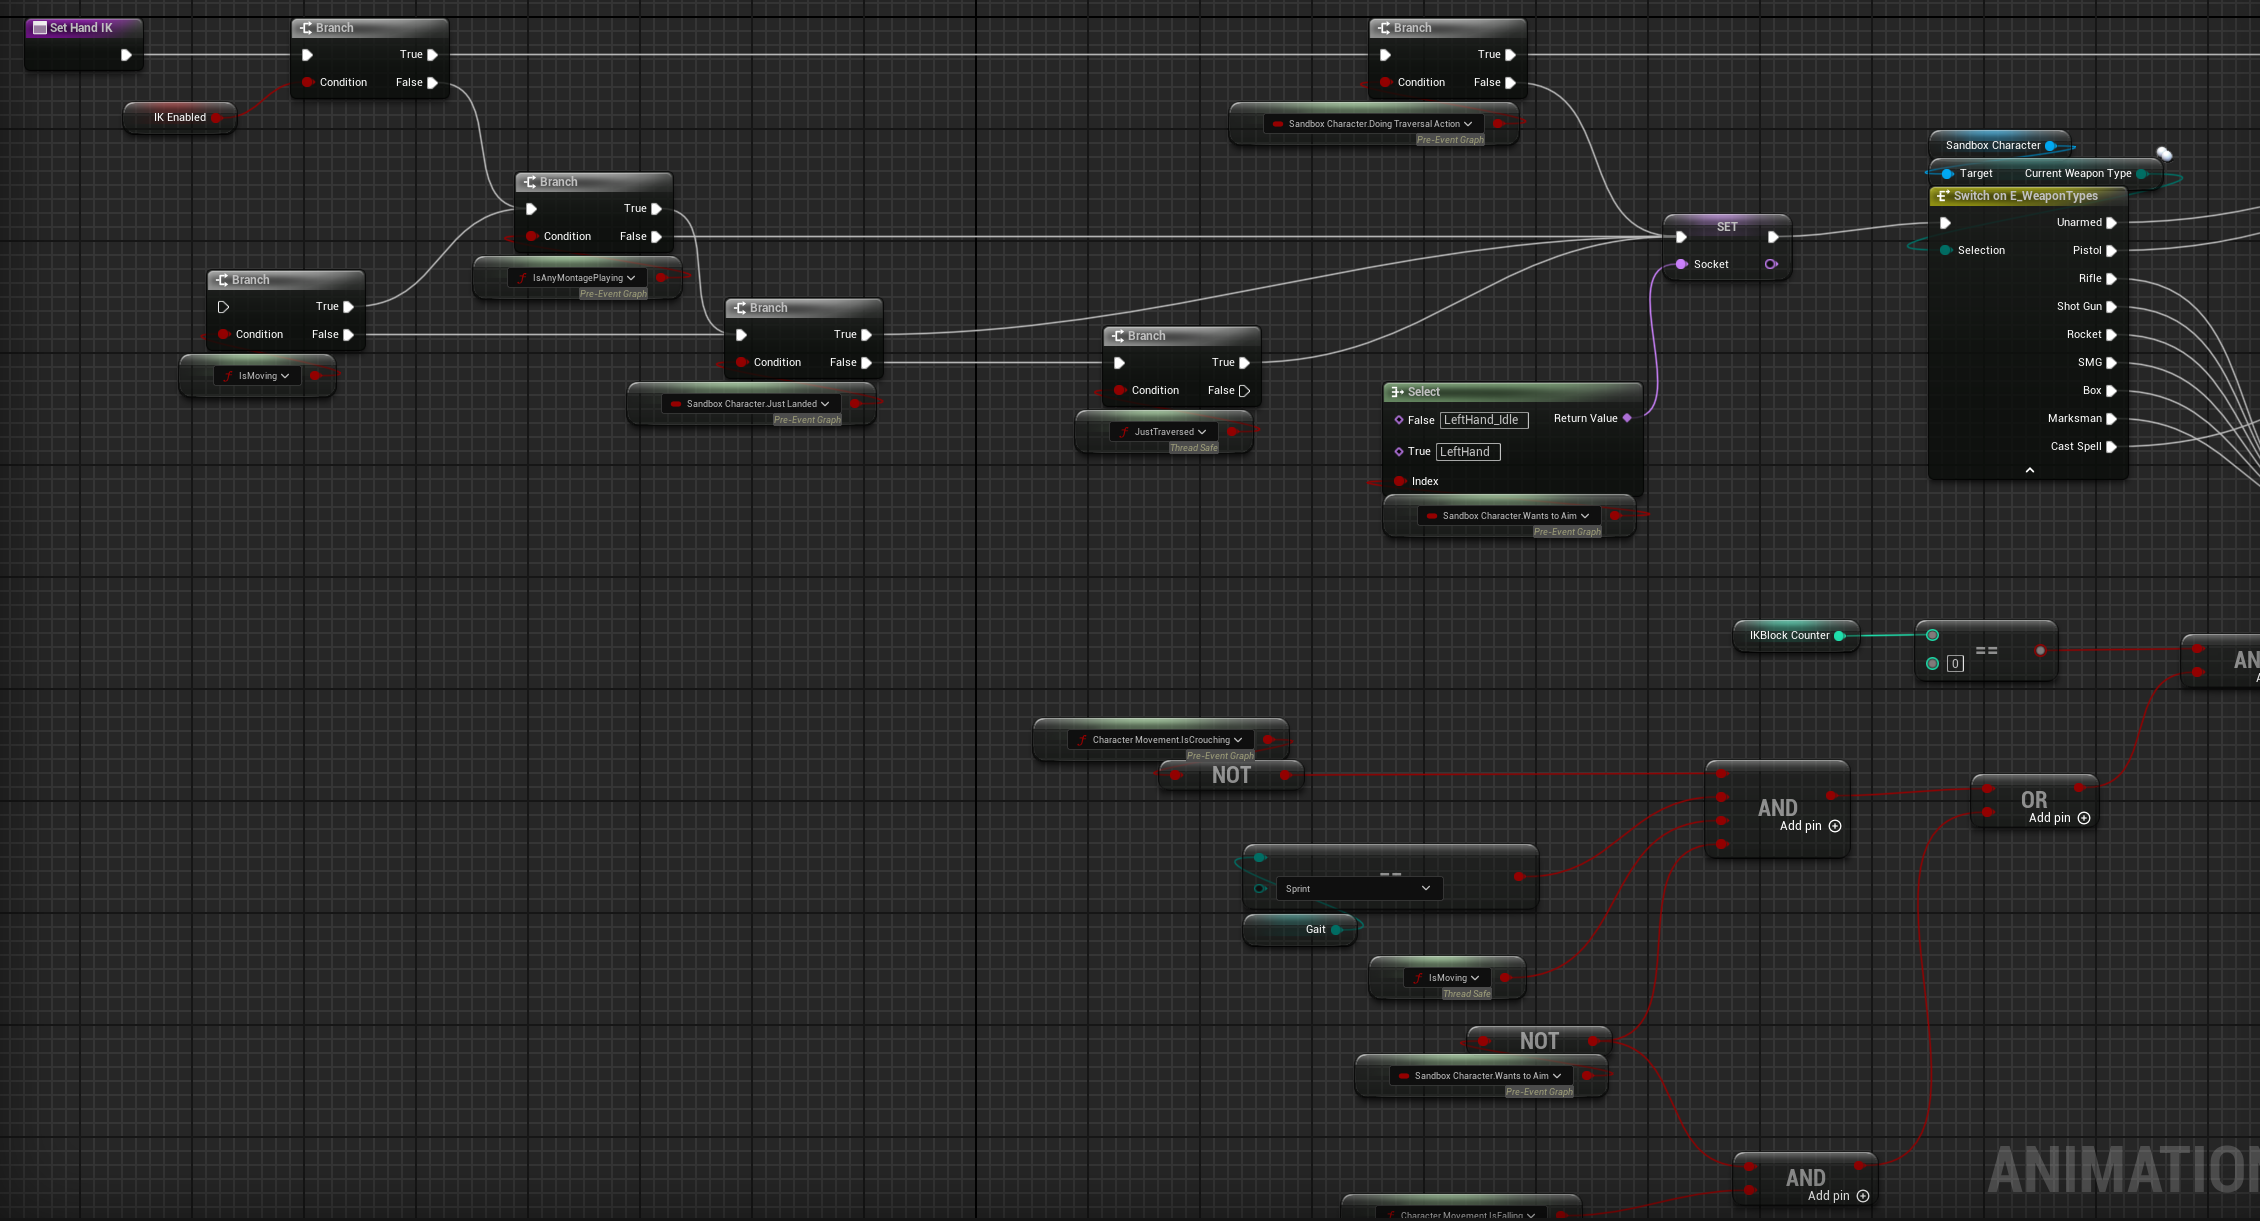 Set Hand IK
Branch
True
Condition
False
IK Enabled
Branch
True
Condition
False
Sandbox Character.Doing Traversal Action
Pre-Event Graph
Branch
True
Condition
False
IsAnyMontagePlaying
Pre-Event Graph
Branch
True
Condition
False
IsMoving
Branch
True
Condition
False
Sandbox Character.Just Landed
Pre-Event Graph
Branch
True
Condition
False
JustTraversed
Thread Safe
SET
Socket
Select
False LeftHand_Idle
Return Value
True LeftHand
Index
Sandbox Character.Wants to Aim
Pre-Event Graph
Sandbox Character
Target
Current Weapon Type
Switch on E_WeaponTypes
Unarmed
Selection
Pistol
Rifle
Shot Gun
Rocket
SMG
Box
Marksman
Cast Spell
IKBlock Counter
==
0
AN
Character Movement.IsCrouching
Pre-Event Graph
NOT
AND
Add pin
OR
Add pin
==
Sprint
Gait
IsMoving
Thread Safe
NOT
Sandbox Character.Wants to Aim
Pre-Event Graph
AND
Add pin
Character Movement.IsFalling
ANIMATION